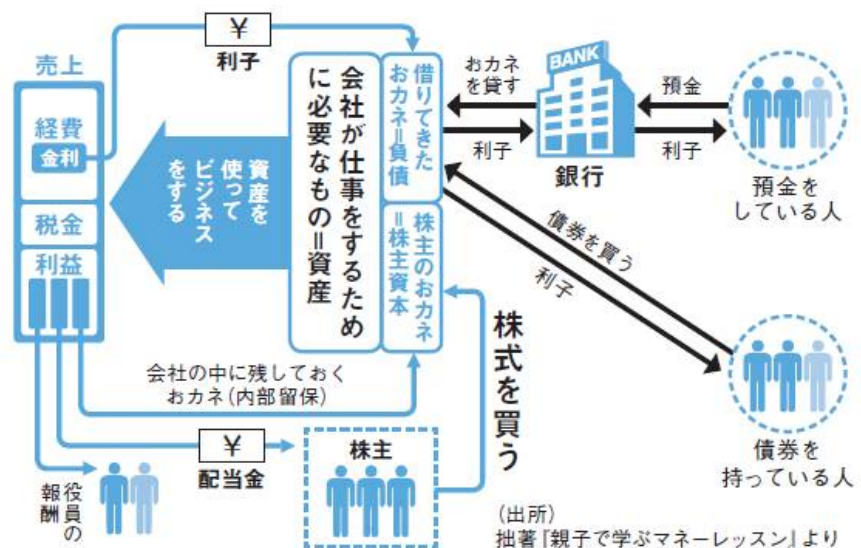 売上
経費
金利
税金
利益
¥
利子
資産を
使って
ビジネス
をする
会社が仕事をするため
に必要なもの=資産
借りてきた
おカネ=負債
株主のおカネ
=株主資本
おカネ
を貸す
利子
BANK
銀行
預金
利子
預金を
している人
債券を買う
利子
債券を
持っている人
株式を買う
会社の中に残しておく
おカネ(内部留保)
¥
配当金
株主
役員の
報酬
(出所)
拙著『親子で学ぶマネーレッスン』より